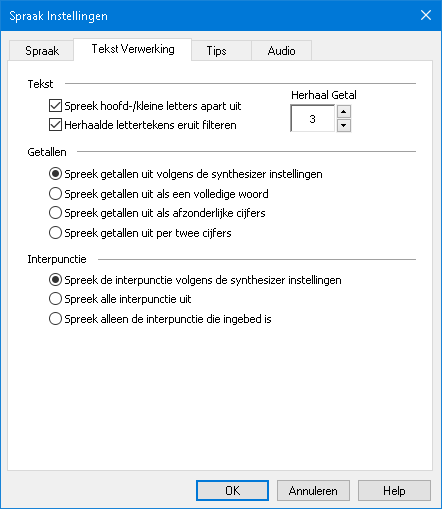 Spraak Instellingen
Spraak Tekst Verwerking Tips Audio
Tekst
Herhaal Getal
Spreek hoofd-/kleine letters apart uit
3
Herhaalde lettertekens eruit filteren
Getallen
Spreek getallen uit volgens de synthesizer instellingen
Spreek getallen uit als een volledige woord
Spreek getallen uit als afzonderlijke cijfers
Spreek getallen uit per twee cijfers
Interpunctie
Spreek de interpunctie volgens de synthesizer instellingen
Spreek alle interpunctie uit
Spreek alleen de interpunctie die ingebed is
OK Annuleren Help